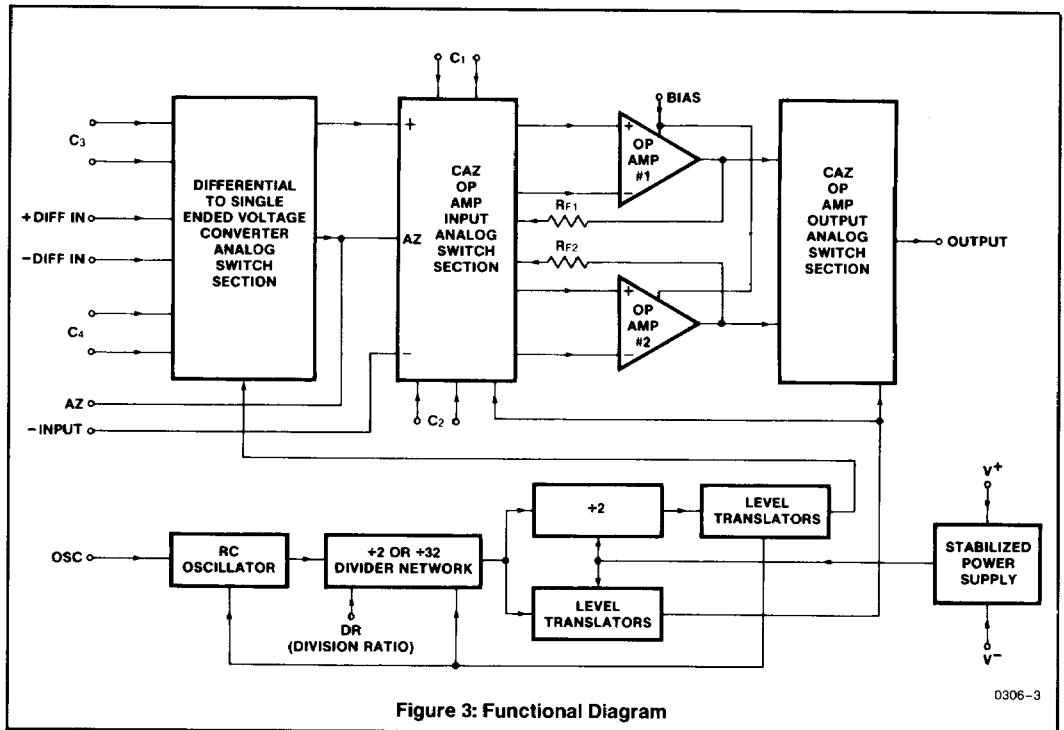 C1
BIAS
C3
+DIFF IN
−DIFF IN
C4
AZ
−INPUT
DIFFERENTIAL
TO SINGLE
ENDED VOLTAGE
CONVERTER
ANALOG
SWITCH
SECTION
+
AZ
−
CAZ
OP
AMP
INPUT
ANALOG
SWITCH
SECTION
C2
+
−
OP
AMP
#1
RF1
RF2
+
−
OP
AMP
#2
CAZ
OP
AMP
OUTPUT
ANALOG
SWITCH
SECTION
OUTPUT
OSC
RC
OSCILLATOR
÷2 OR ÷32
DIVIDER NETWORK
DR
(DIVISION RATIO)
÷2
LEVEL
TRANSLATORS
LEVEL
TRANSLATORS
V+
STABILIZED
POWER
SUPPLY
V−
0306–3
Figure 3: Functional Diagram